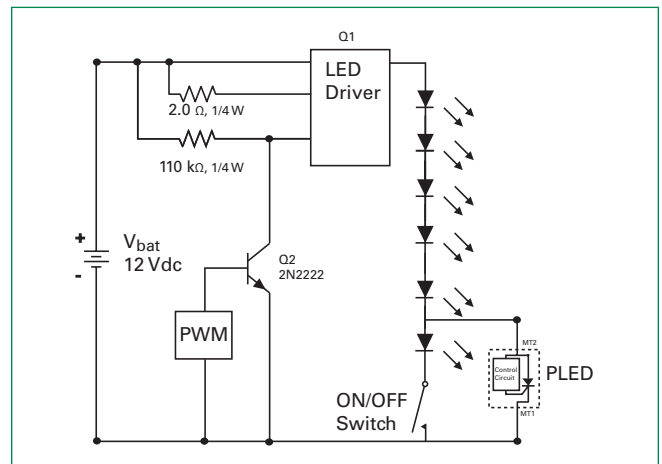 Q1
LED
Driver
2.0 Ω, 1/4 W
110 kΩ, 1/4 W
+
Vbat
12 Vdc
-
Q2
2N2222
PWM
MT2
Control
Circuit
PLED
MT1
ON/OFF
Switch